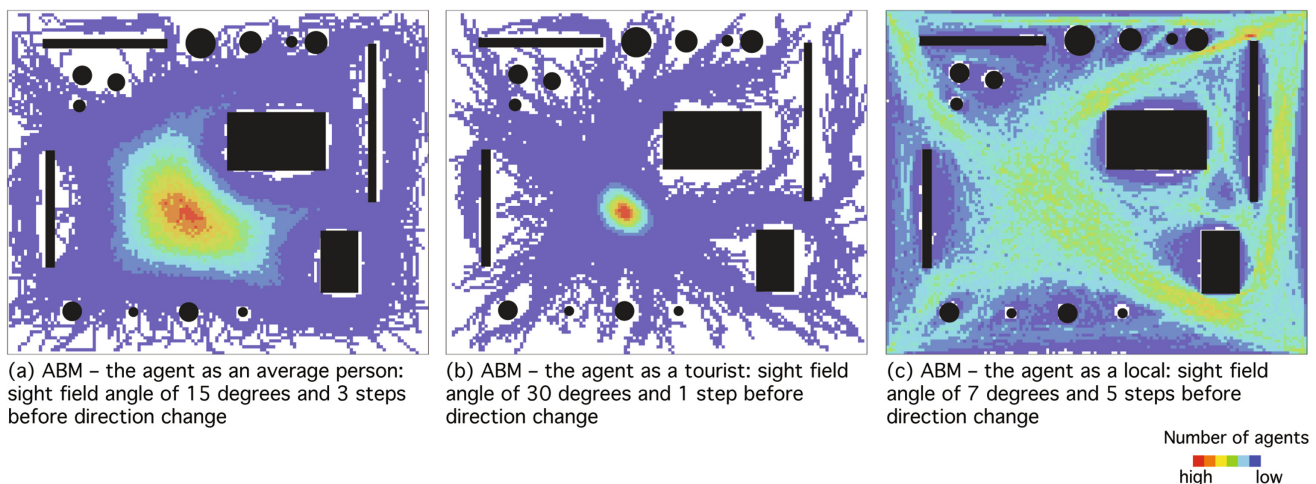 (a) ABM – the agent as an average person:
sight field angle of 15 degrees and 3 steps
before direction change
(b) ABM – the agent as a tourist: sight field
angle of 30 degrees and 1 step before
direction change
(c) ABM – the agent as a local: sight field
angle of 7 degrees and 5 steps before
direction change
Number of agents
high low